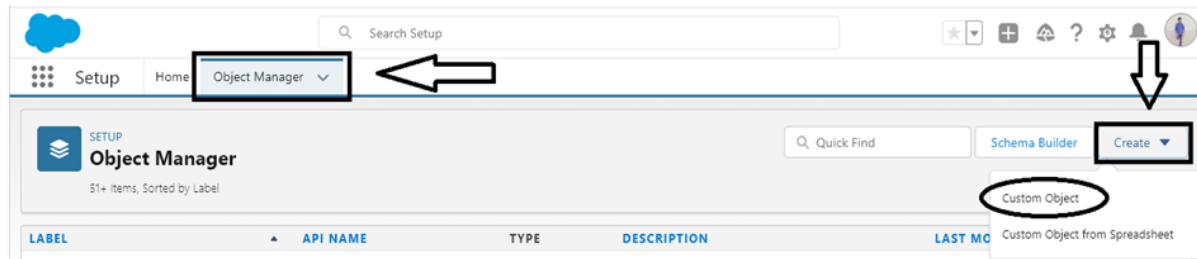 Search Setup
Setup Home Object Manager
SETUP
Object Manager
51+ Items, Sorted by Label
Quick Find Schema Builder Create
Custom Object
Custom Object from Spreadsheet
LABEL API NAME TYPE DESCRIPTION LAST MO